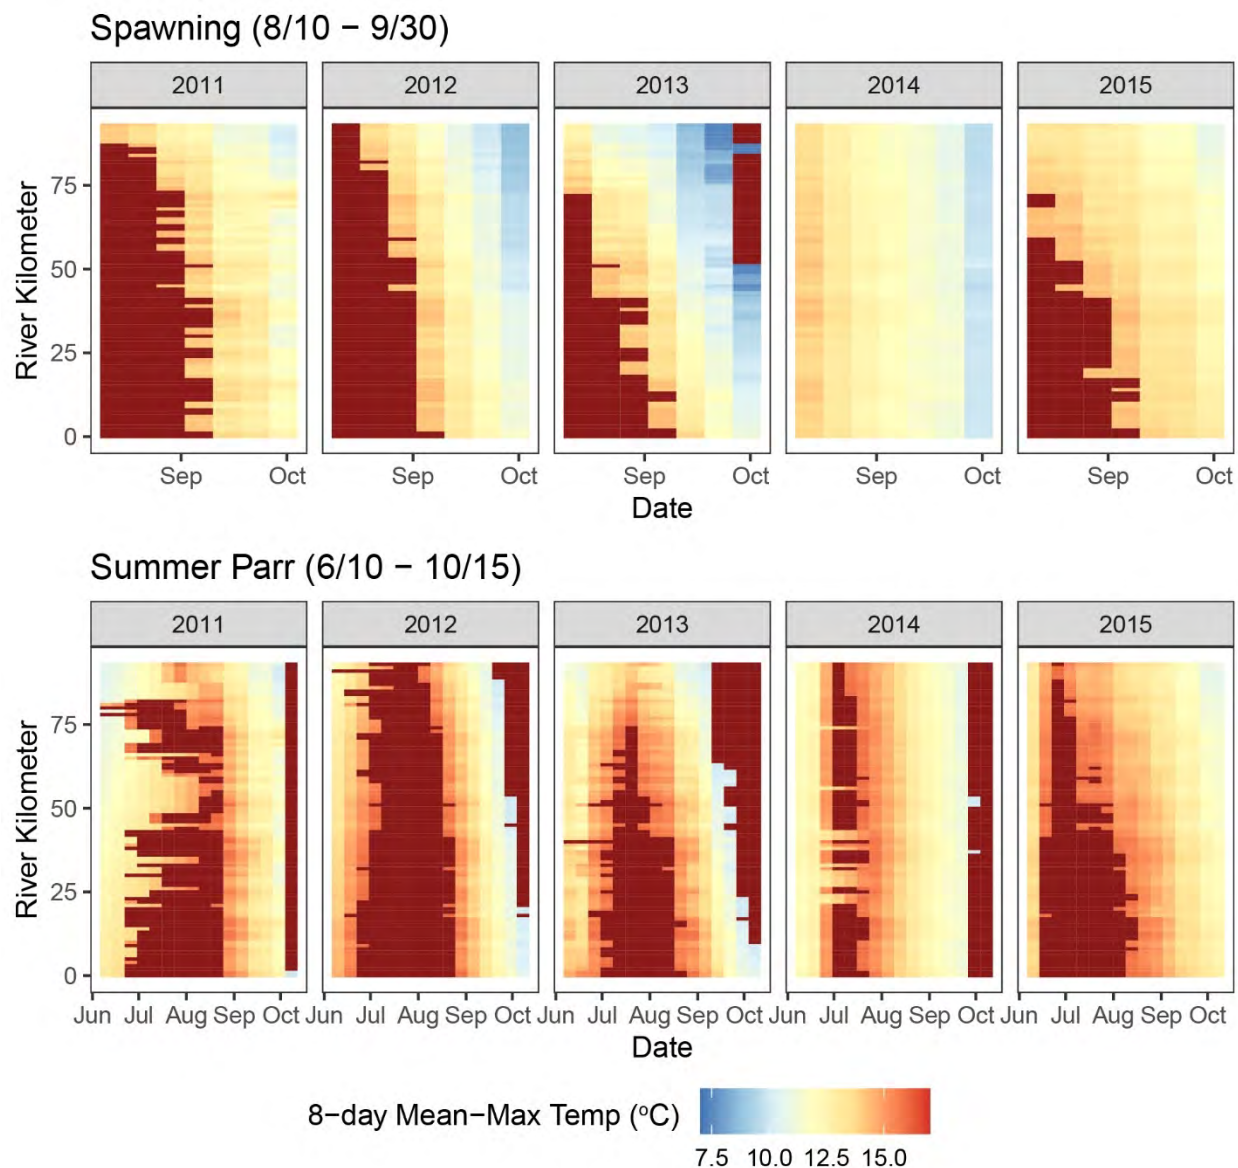 Spawning (8/10 − 9/30)
2011 2012 2013 2014 2015
River Kilometer
75
50
25
0
Sep Oct Sep Oct Sep Oct Sep Oct Sep Oct
Date
Summer Parr (6/10 − 10/15)
2011 2012 2013 2014 2015
River Kilometer
75
50
25
0
Jun Jul Aug Sep Oct Jun Jul Aug Sep Oct Jun Jul Aug Sep Oct Jun Jul Aug Sep Oct Jun Jul Aug Sep Oct
Date
8−day Mean−Max Temp (°C)
7.5 10.0 12.5 15.0